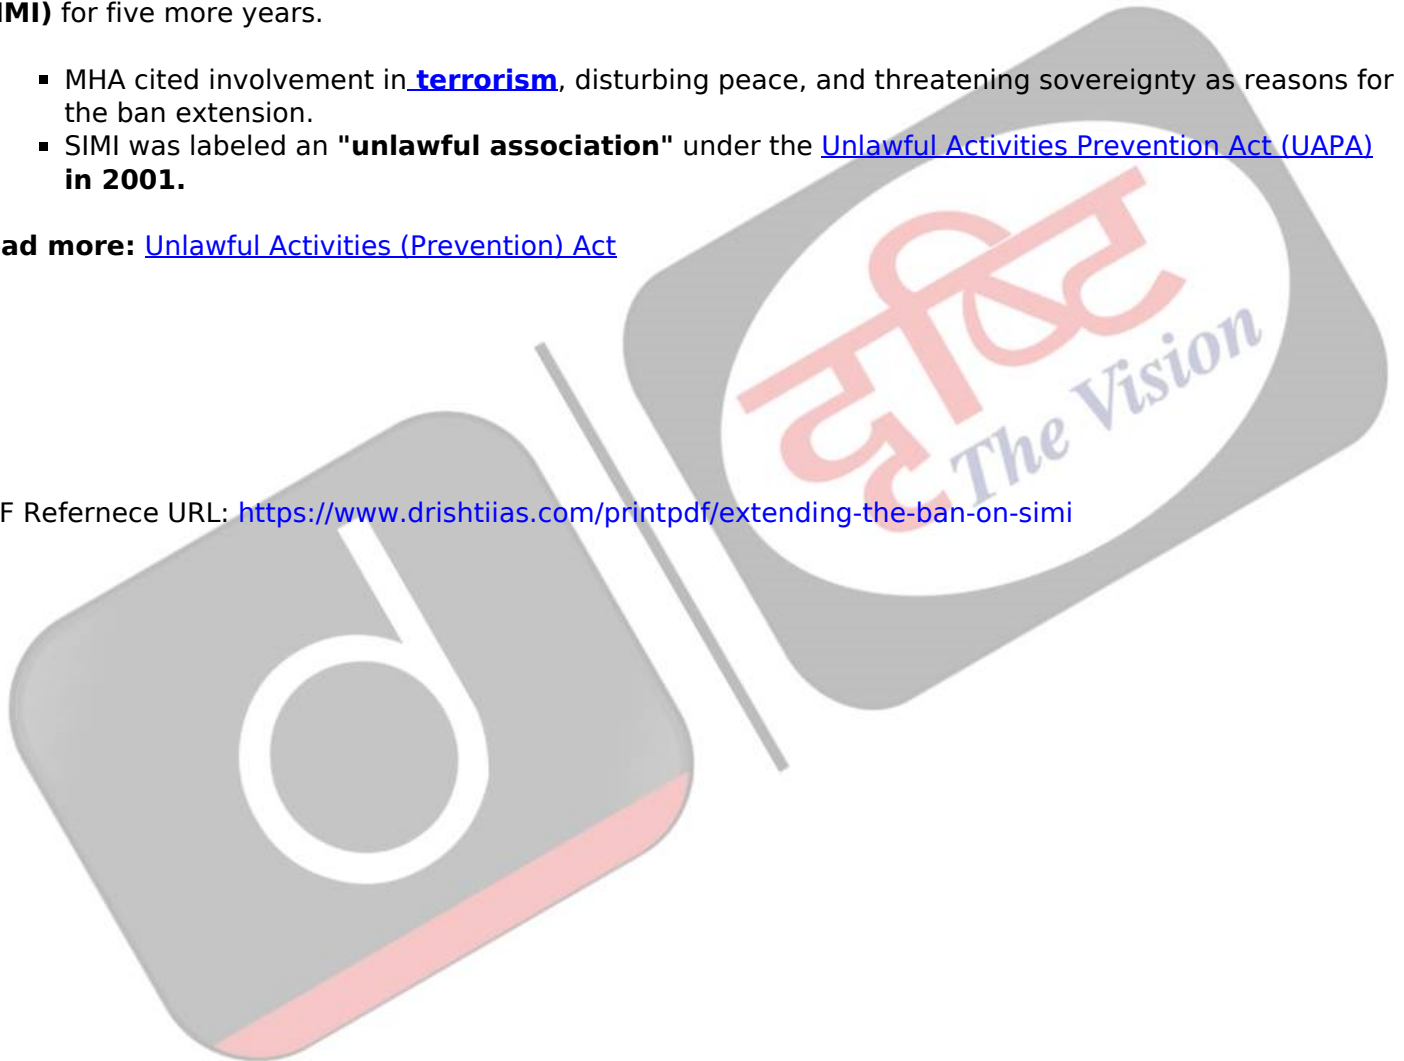 IMI) for five more years.
MHA cited involvement in terrorism, disturbing peace, and threatening sovereignty as reasons for
the ban extension.
SIMI was labeled an "unlawful association" under the Unlawful Activities Prevention Act (UAPA)
in 2001.
ad more: Unlawful Activities (Prevention) Act
दृष्टि
The Vision
F Refernece URL: https://www.drishtiias.com/printpdf/extending-the-ban-on-simi
d